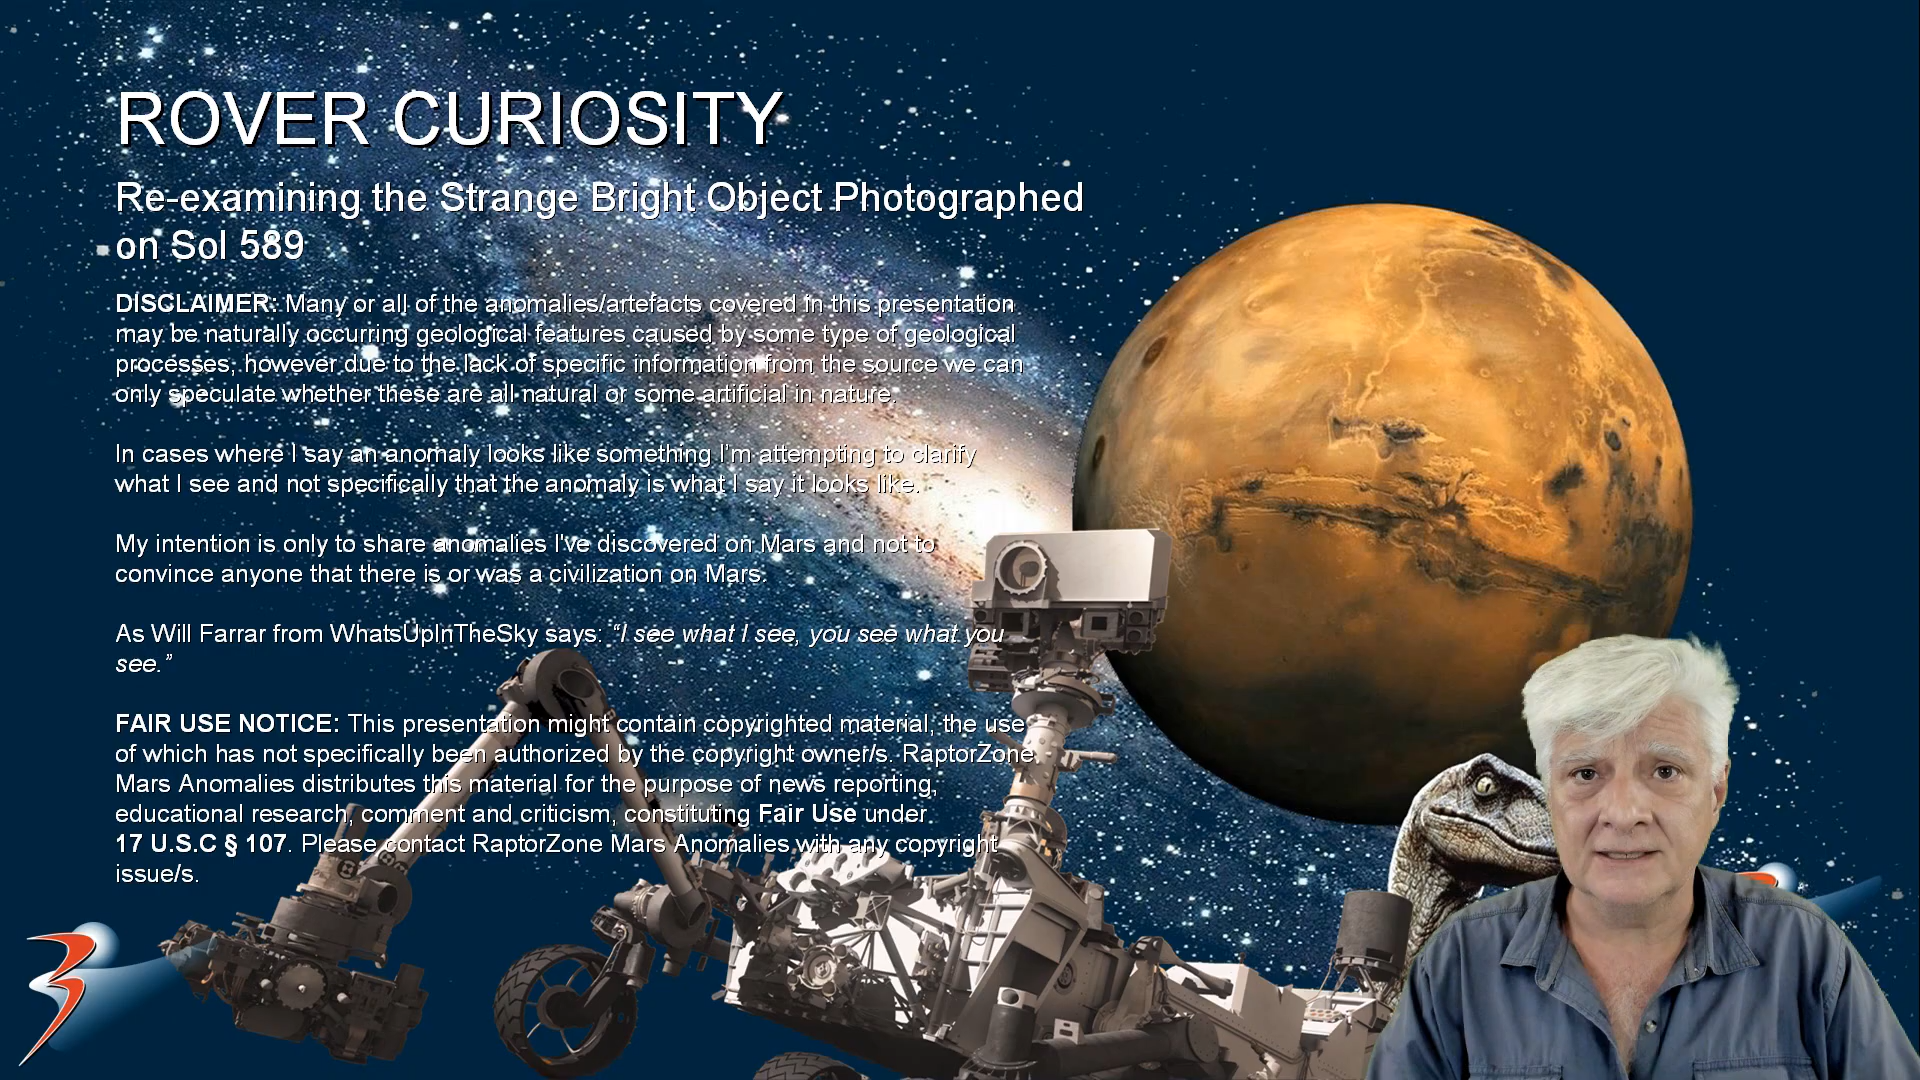 ROVER CURIOSITY
Re-examining the Strange Bright Object Photographed
on Sol 589
DISCLAIMER: Many or all of the anomalies/artefacts covered in this presentation
may be naturally occurring geological features caused by some type of geological
processes, however due to the lack of specific information from the source we can
only speculate whether these are all natural or some artificial in nature.
In cases where I say an anomaly looks like something I'm attempting to clarify
what I see and not specifically that the anomaly is what I say it looks like.
My intention is only to share anomalies I've discovered on Mars and not to
convince anyone that there is or was a civilization on Mars.
As Will Farrar from WhatsUpInTheSky says: “I see what I see, you see what you
see.”
FAIR USE NOTICE: This presentation might contain copyrighted material, the use
of which has not specifically been authorized by the copyright owner/s. RaptorZone
Mars Anomalies distributes this material for the purpose of news reporting,
educational research, comment and criticism, constituting Fair Use under
17 U.S.C § 107. Please contact RaptorZone Mars Anomalies with any copyright
issue/s.